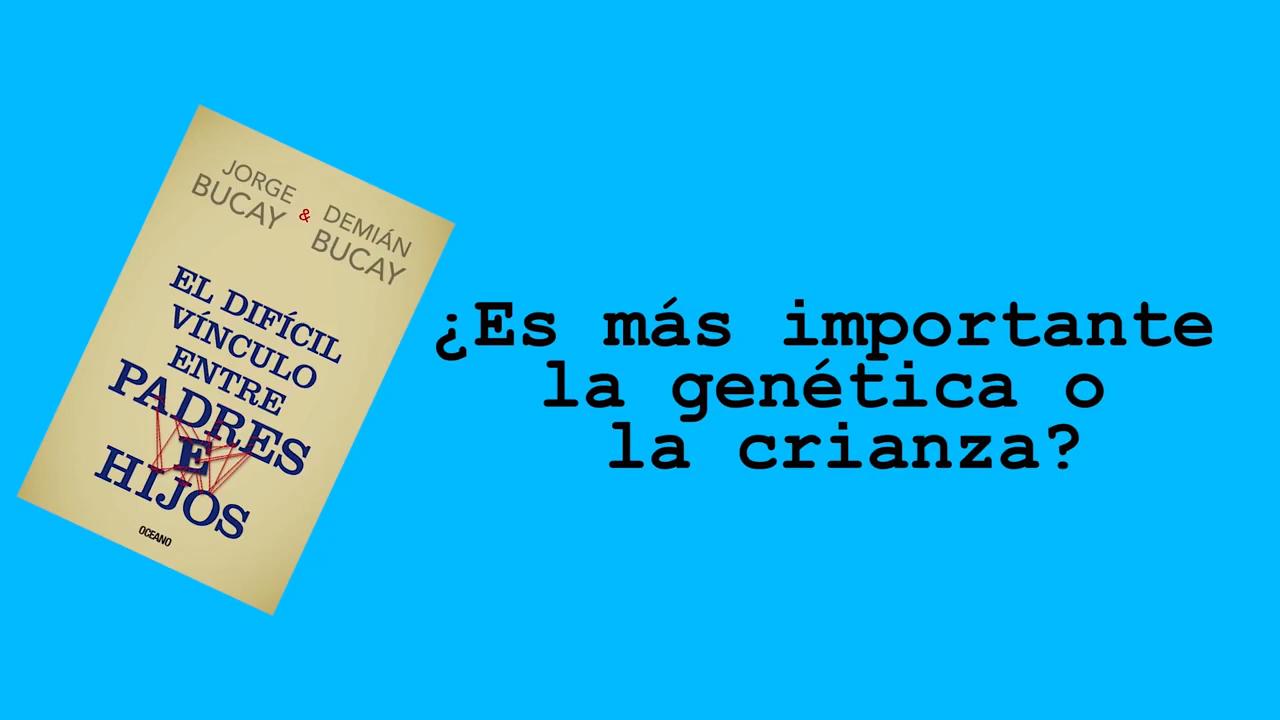 JORGE
BUCAY
&
DEMIÁN
BUCAY
EL DIFÍCIL
VÍNCULO
ENTRE
PADRES
E
HIJOS
OCEANO
¿Es más importante
la genética o
la crianza?